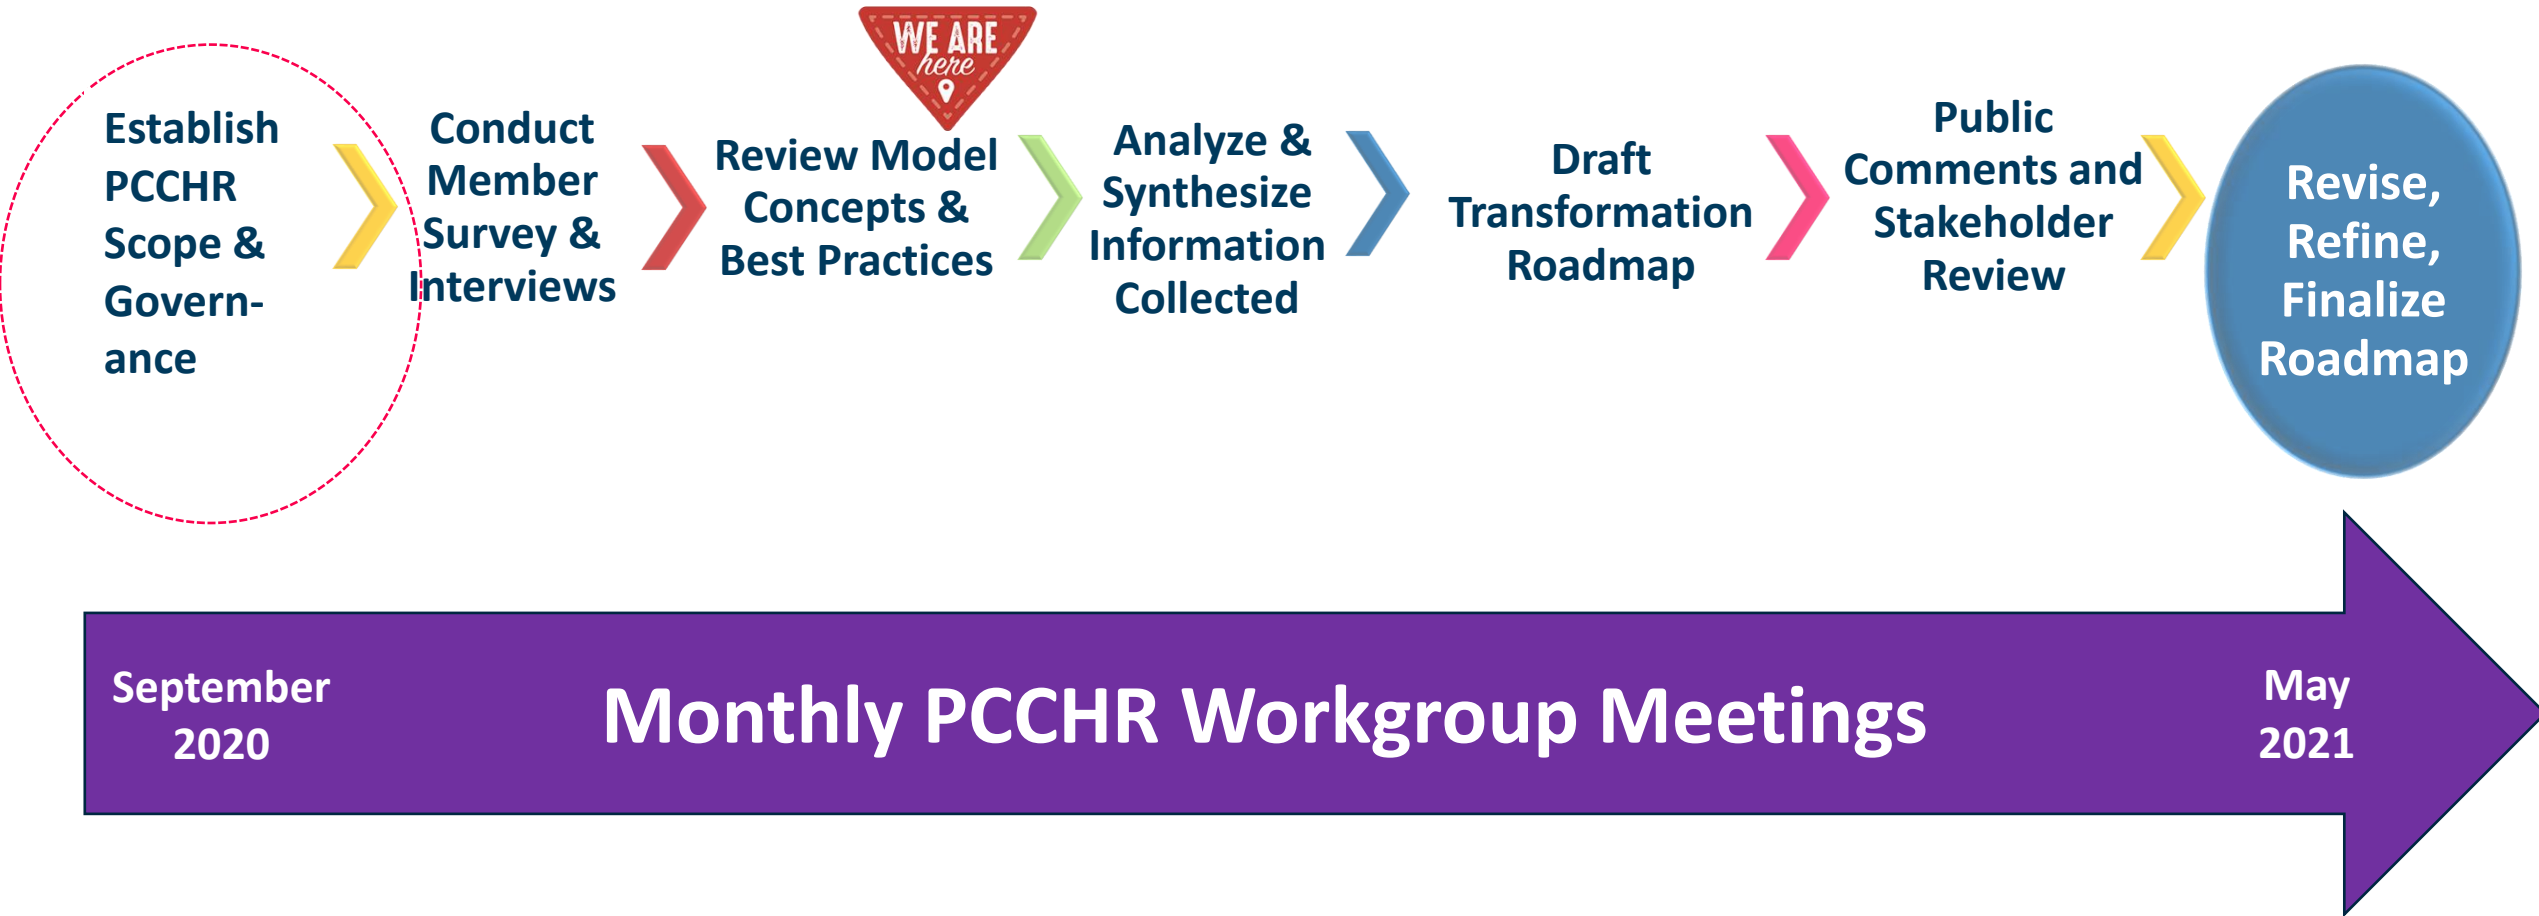 WE ARE
here
Establish
PCCHR
Scope &
Govern-
ance
Conduct
Member
Survey &
Interviews
Review Model
Concepts &
Best Practices
Analyze &
Synthesize
Information
Collected
Draft
Transformation
Roadmap
Public
Comments and
Stakeholder
Review
Revise,
Refine,
Finalize
Roadmap
September
2020
Monthly PCCHR Workgroup Meetings
May
2021